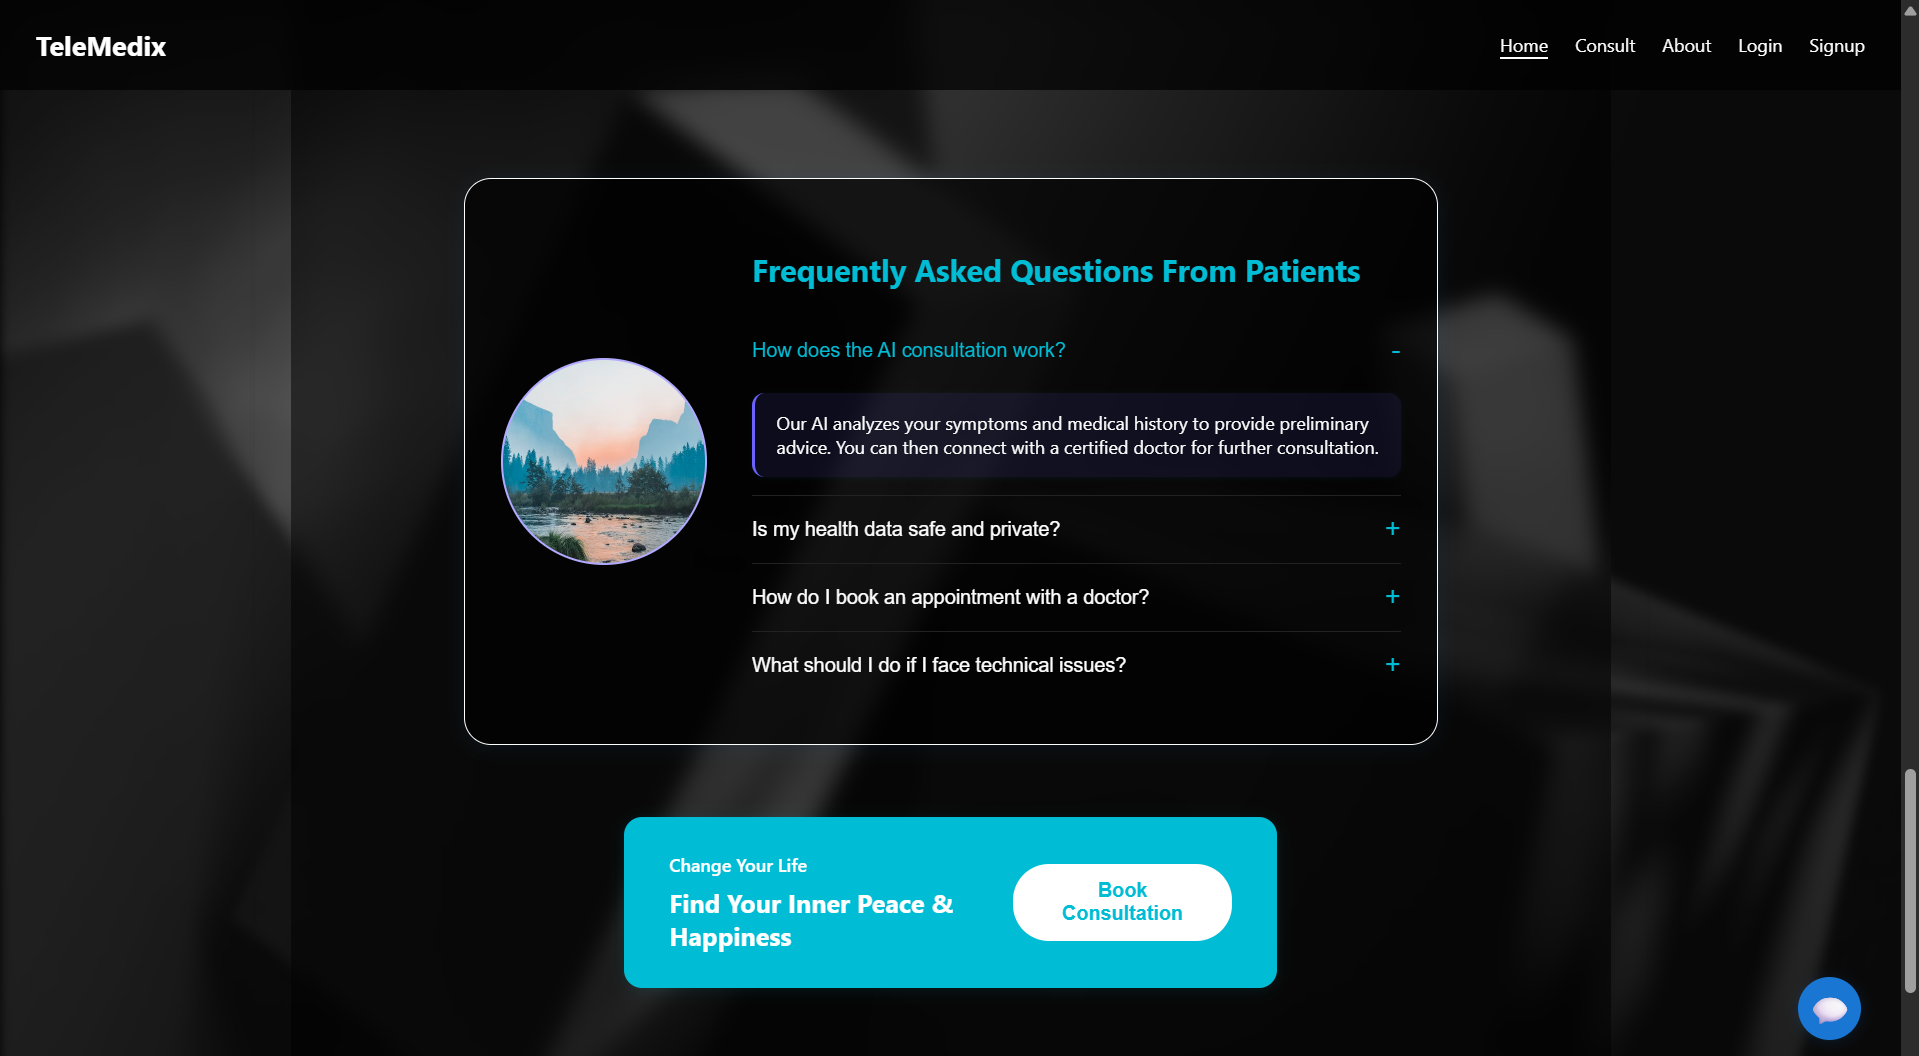 TeleMedix
Home
Consult
About
Login
Signup
Frequently Asked Questions From Patients
How does the AI consultation work?
-
Our AI analyzes your symptoms and medical history to provide preliminary
advice. You can then connect with a certified doctor for further consultation.
Is my health data safe and private?
+
How do I book an appointment with a doctor?
+
What should I do if I face technical issues?
+
Change Your Life
Find Your Inner Peace &
Happiness
Book
Consultation